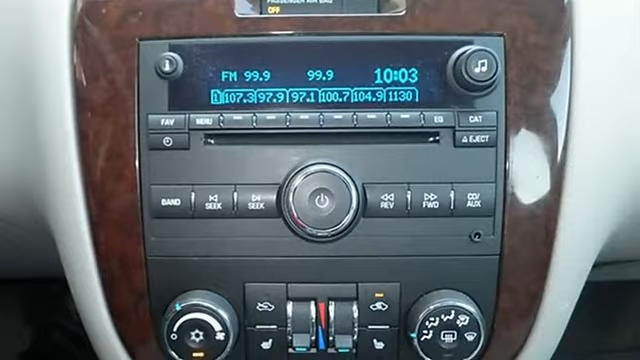 PASSENGER AIR BAG
OFF
FM 99.9 99.9 10:03
1 107.3 97.9 97.1 100.7 104.9 1130
FAV MENU EQ CAT
EJECT
BAND SEEK SEEK REV FWD CD/AUX